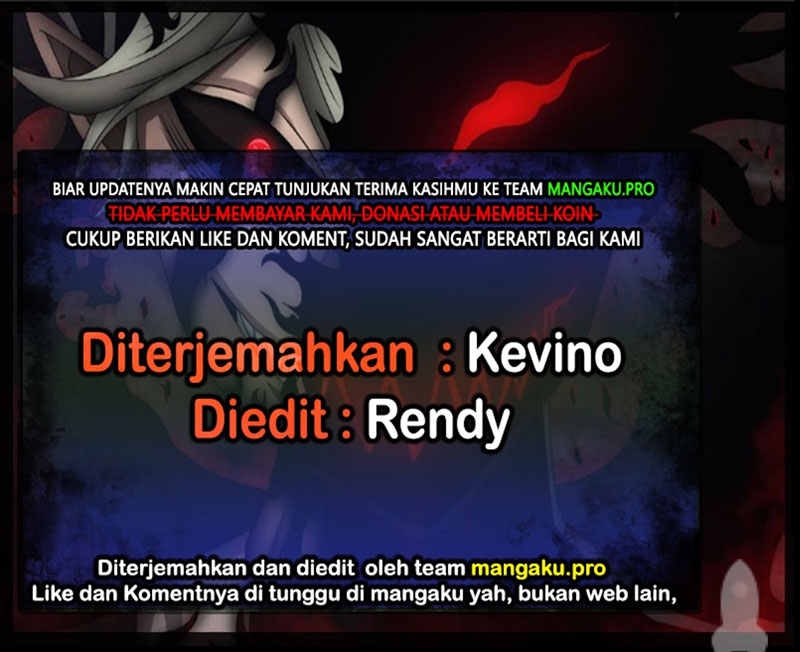 BIAR UPDATENYA MAKIN CEPAT TUNJUKAN TERIMA KASIHMU KE TEAM MANGAKU.PRO
TIDAK PERLU MEMBAYAR KAMI, DONASI ATAU MEMBELI KOIN
CUKUP BERIKAN LIKE DAN KOMENT, SUDAH SANGAT BERARTI BAGI KAMI
Diterjemahkan : Kevino
Diedit : Rendy
Diterjemahkan dan diedit oleh team mangaku.pro
Like dan Komentnya di tunggu di mangaku yah, bukan web lain,